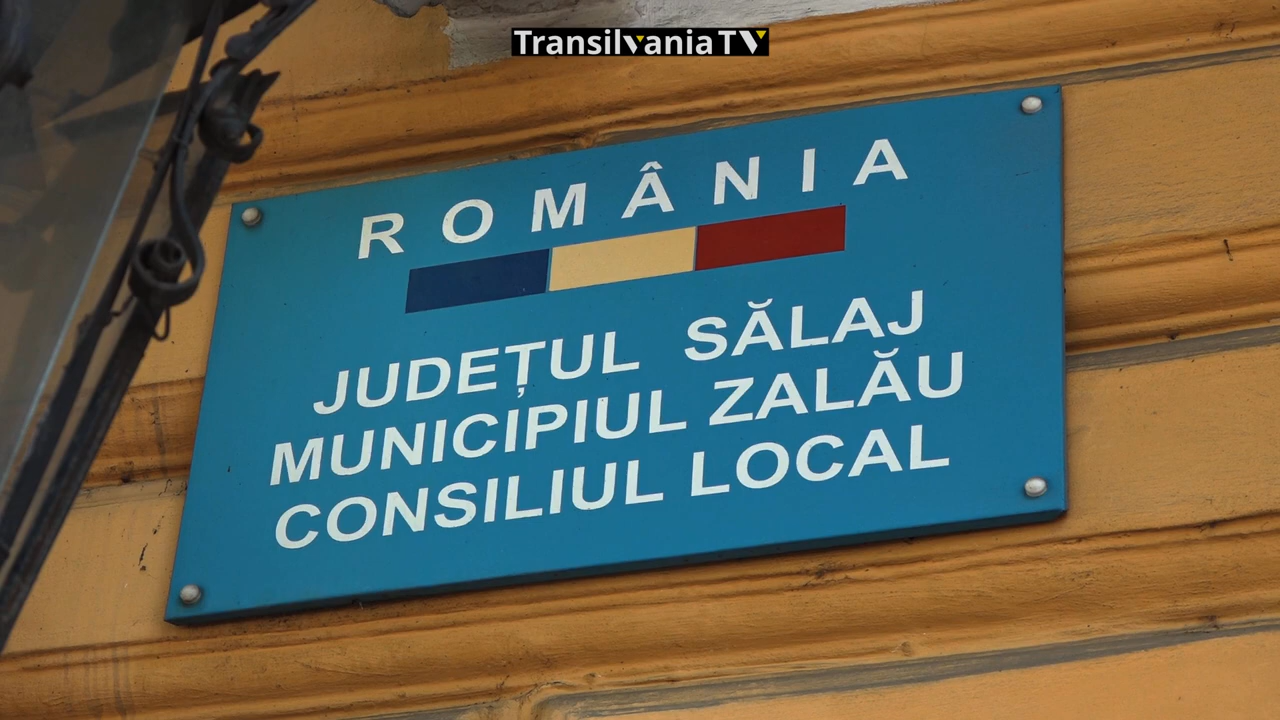 TransilvaniaTV
ROMÂNIA
JUDEȚUL SĂLAJ
MUNICIPIUL ZALĂU
CONSILIUL LOCAL